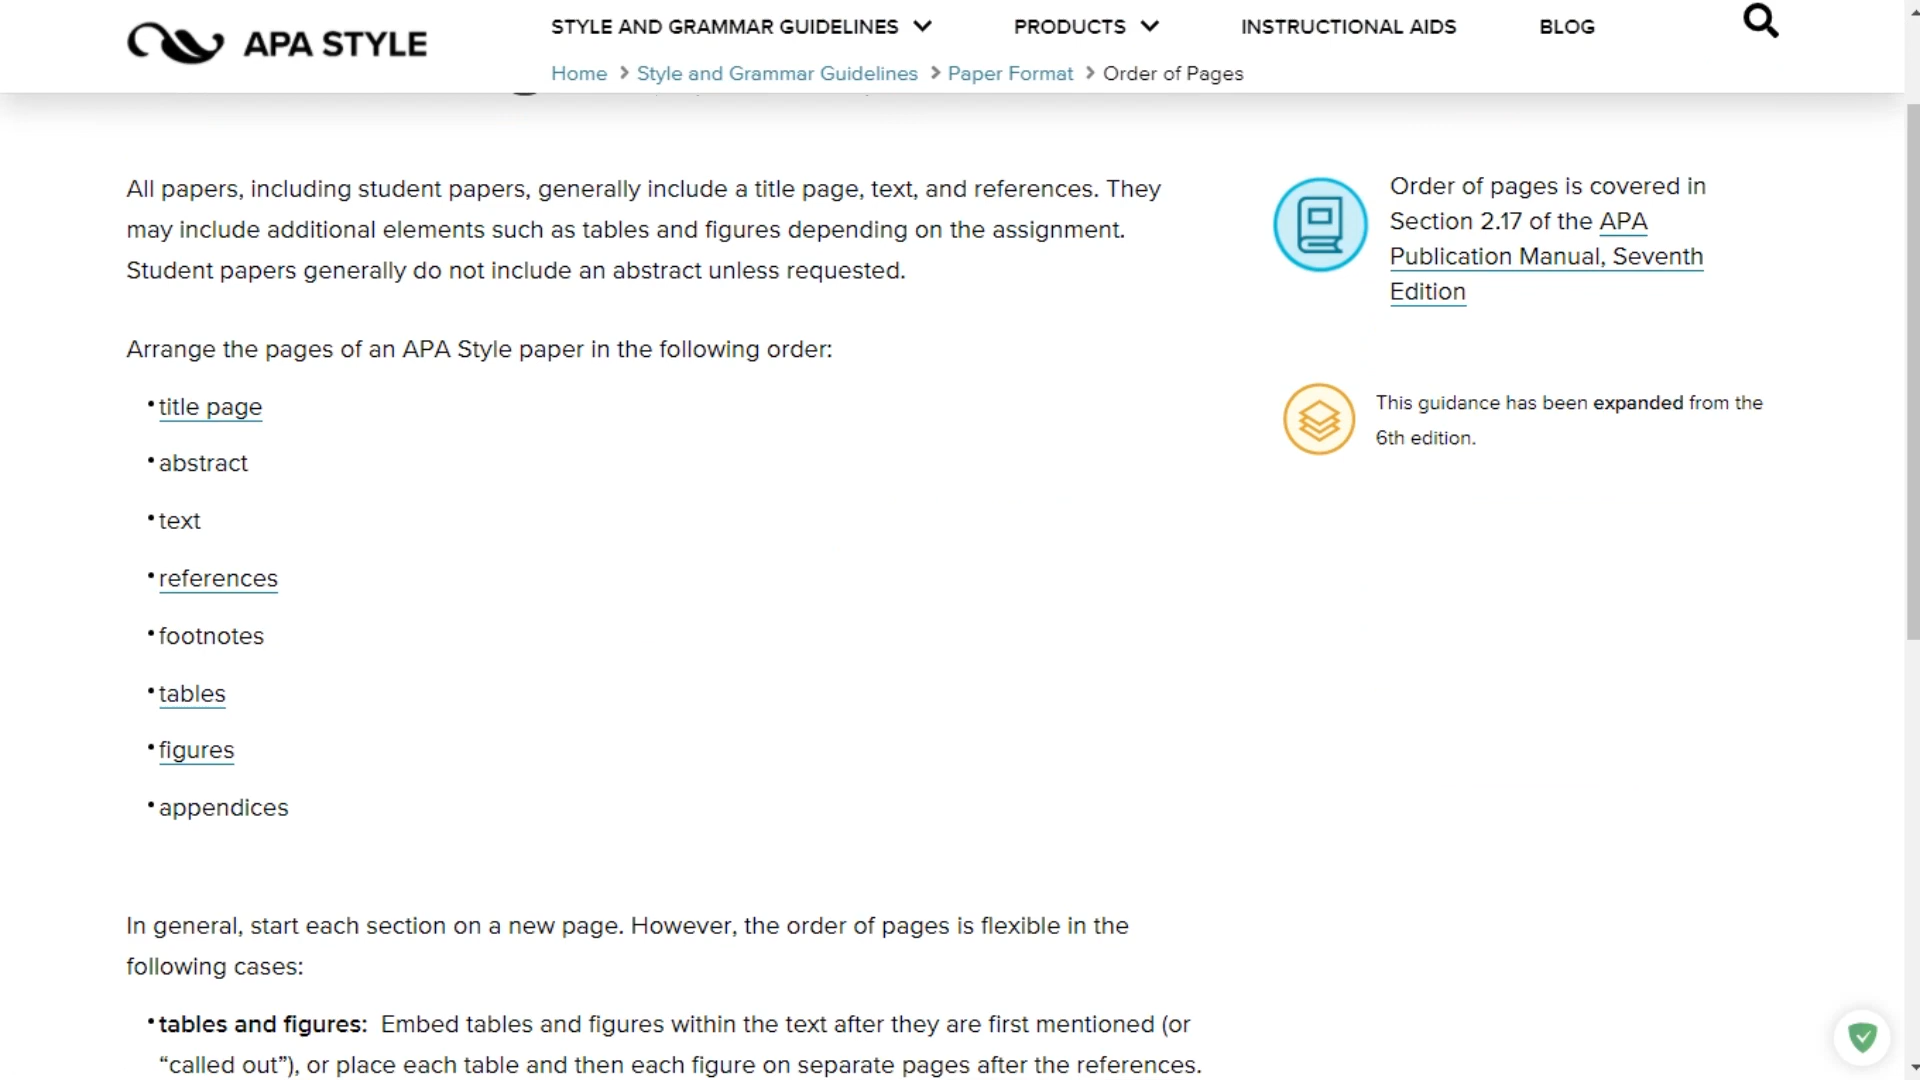 APA STYLE
STYLE AND GRAMMAR GUIDELINES
PRODUCTS
INSTRUCTIONAL AIDS
BLOG
Home > Style and Grammar Guidelines > Paper Format > Order of Pages
All papers, including student papers, generally include a title page, text, and references. They
may include additional elements such as tables and figures depending on the assignment.
Student papers generally do not include an abstract unless requested.
Arrange the pages of an APA Style paper in the following order:
• title page
• abstract
• text
• references
• footnotes
• tables
• figures
• appendices
In general, start each section on a new page. However, the order of pages is flexible in the
following cases:
• tables and figures: Embed tables and figures within the text after they are first mentioned (or
“called out”), or place each table and then each figure on separate pages after the references.
Order of pages is covered in
Section 2.17 of the APA
Publication Manual, Seventh
Edition
This guidance has been expanded from the
6th edition.